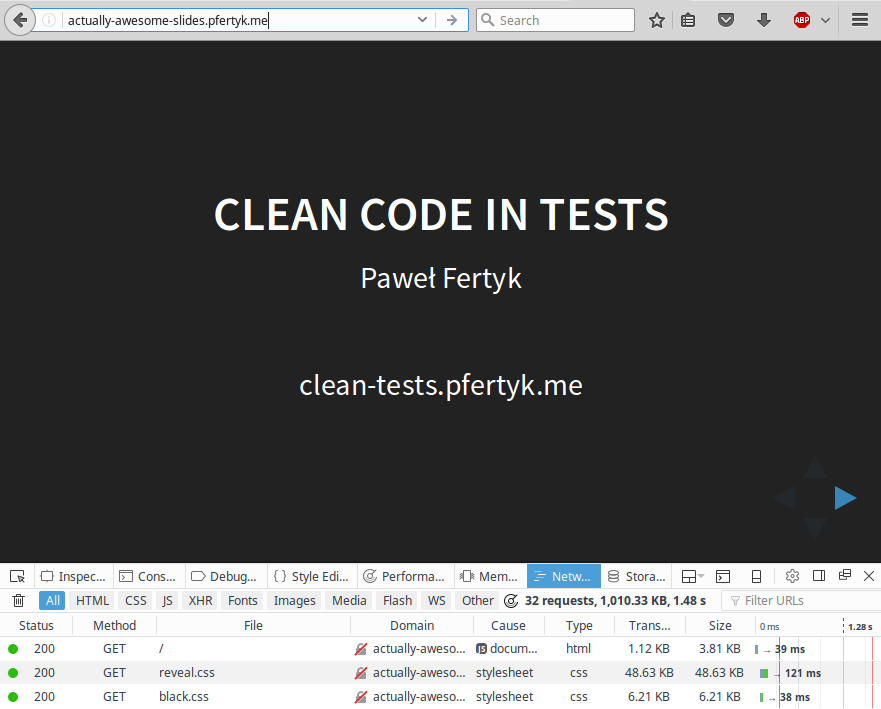 actually-awesome-slides.pfertyk.me
Search
ABP
CLEAN CODE IN TESTS
Paweł Fertyk
clean-tests.pfertyk.me
Inspec... Cons... Debug... { } Style Edi... Performa... Mem... Netw... Stora...
All HTML CSS JS XHR Fonts Images Media Flash WS Other 32 requests, 1,010.33 KB, 1.48 s Filter URLs
Status Method File Domain Cause Type Trans... Size 0 ms 1.28 s
200 GET / actually-aweso... JS docum... html 1.12 KB 3.81 KB → 39 ms
200 GET reveal.css actually-aweso... stylesheet css 48.63 KB 48.63 KB → 121 ms
200 GET black.css actually-aweso... stylesheet css 6.21 KB 6.21 KB → 38 ms